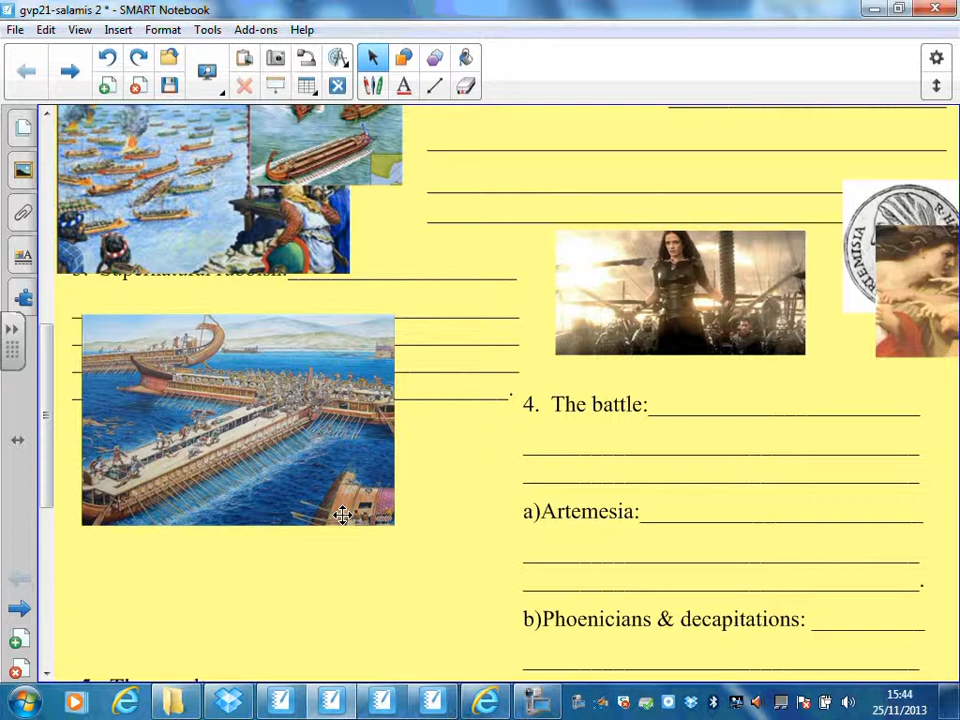 gvp21-salamis 2 * - SMART Notebook
File Edit View Insert Format Tools Add-ons Help
ARTEMISIA
R. H
4. The battle:
a)Artemesia:
b)Phoenicians & decapitations:
15:44
25/11/2013